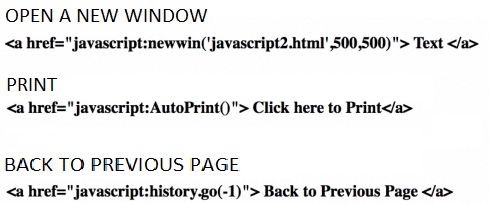 OPEN A NEW WINDOW
<a href="javascript:newwin('javascript2.html',500,500)"> Text </a>
PRINT
<a href="javascript:AutoPrint()"> Click here to Print</a>
BACK TO PREVIOUS PAGE
<a href="javascript:history.go(-1)"> Back to Previous Page </a>